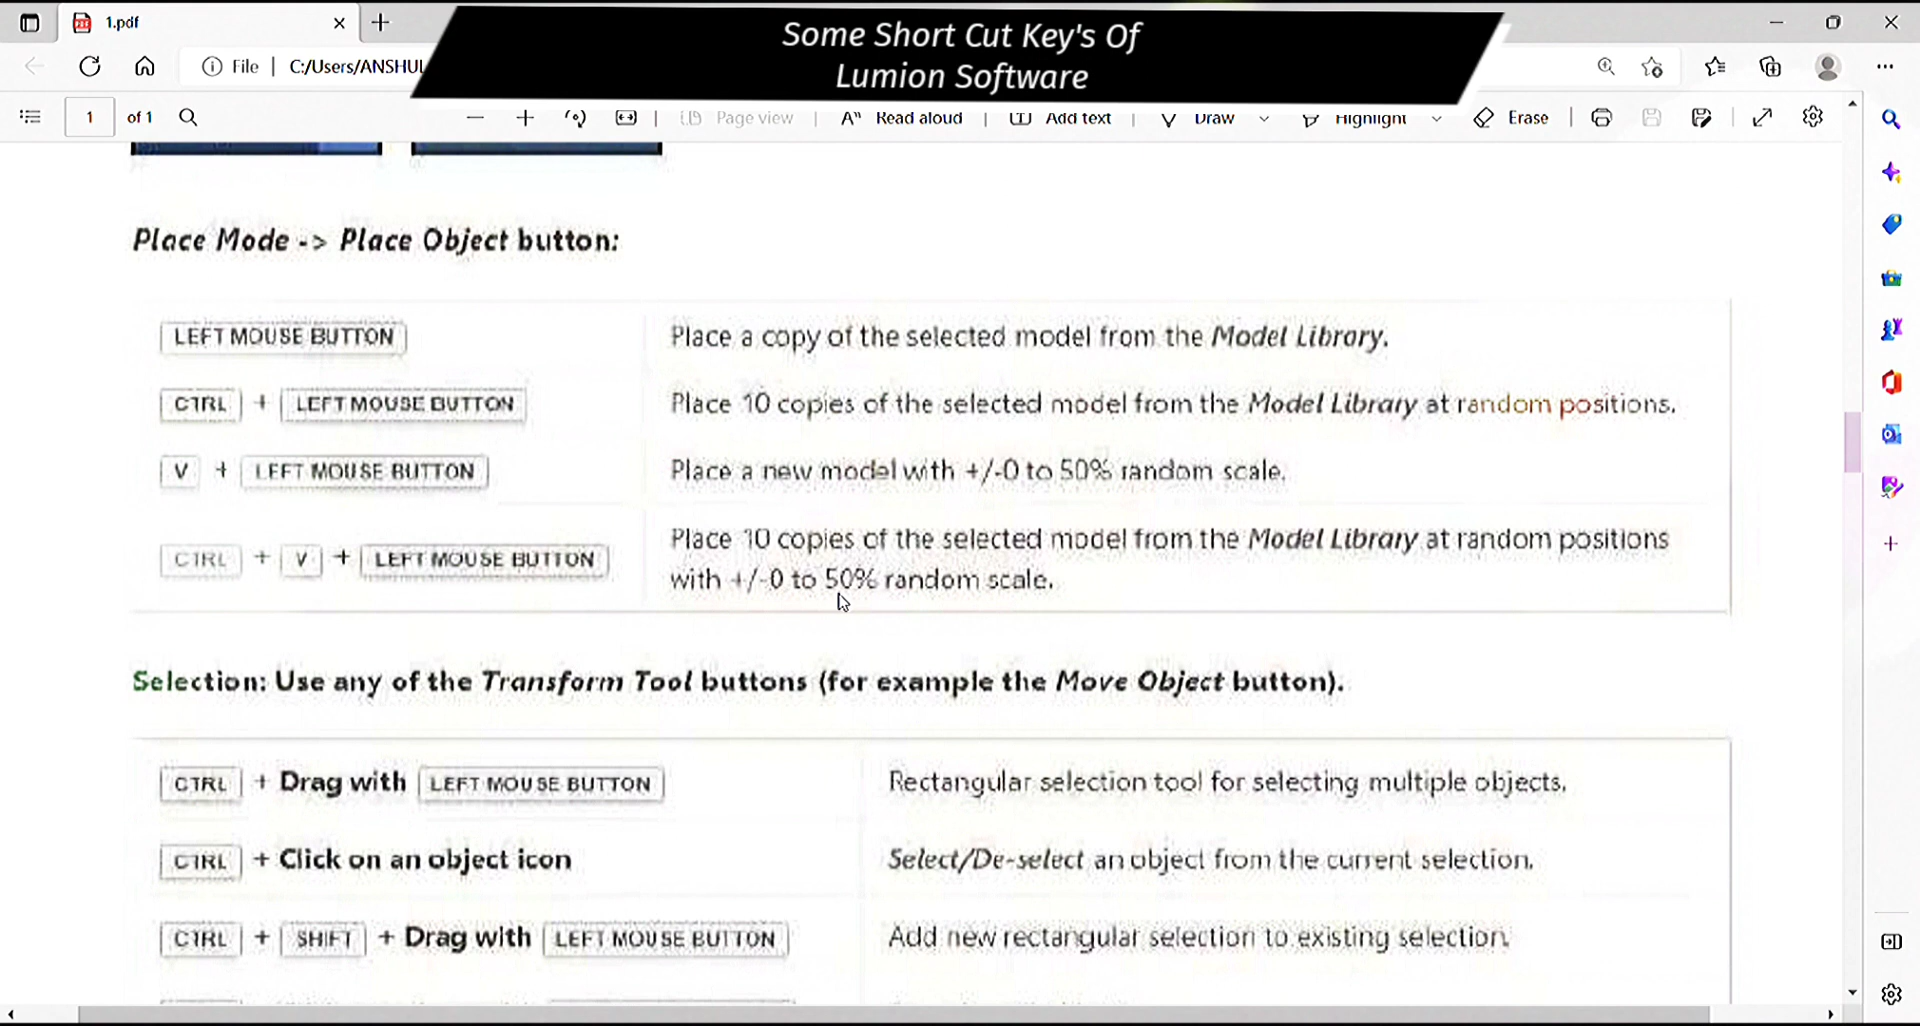 1.pdf
Some Short Cut Key's Of
Lumion Software
File | C:/Users/ANSHUL
1 of 1 Page view Read aloud Add text Draw Highlight Erase
Place Mode -> Place Object button:
LEFT MOUSE BUTTON Place a copy of the selected model from the Model Library.
CTRL + LEFT MOUSE BUTTON Place 10 copies of the selected model from the Model Library at random positions.
V + LEFT MOUSE BUTTON Place a new model with +/-0 to 50% random scale.
CTRL + V + LEFT MOUSE BUTTON Place 10 copies of the selected model from the Model Library at random positions
with +/-0 to 50% random scale.
Selection: Use any of the Transform Tool buttons (for example the Move Object button).
CTRL + Drag with LEFT MOUSE BUTTON Rectangular selection tool for selecting multiple objects.
CTRL + Click on an object icon Select/De-select an object from the current selection.
CTRL + SHIFT + Drag with LEFT MOUSE BUTTON Add new rectangular selection to existing selection.